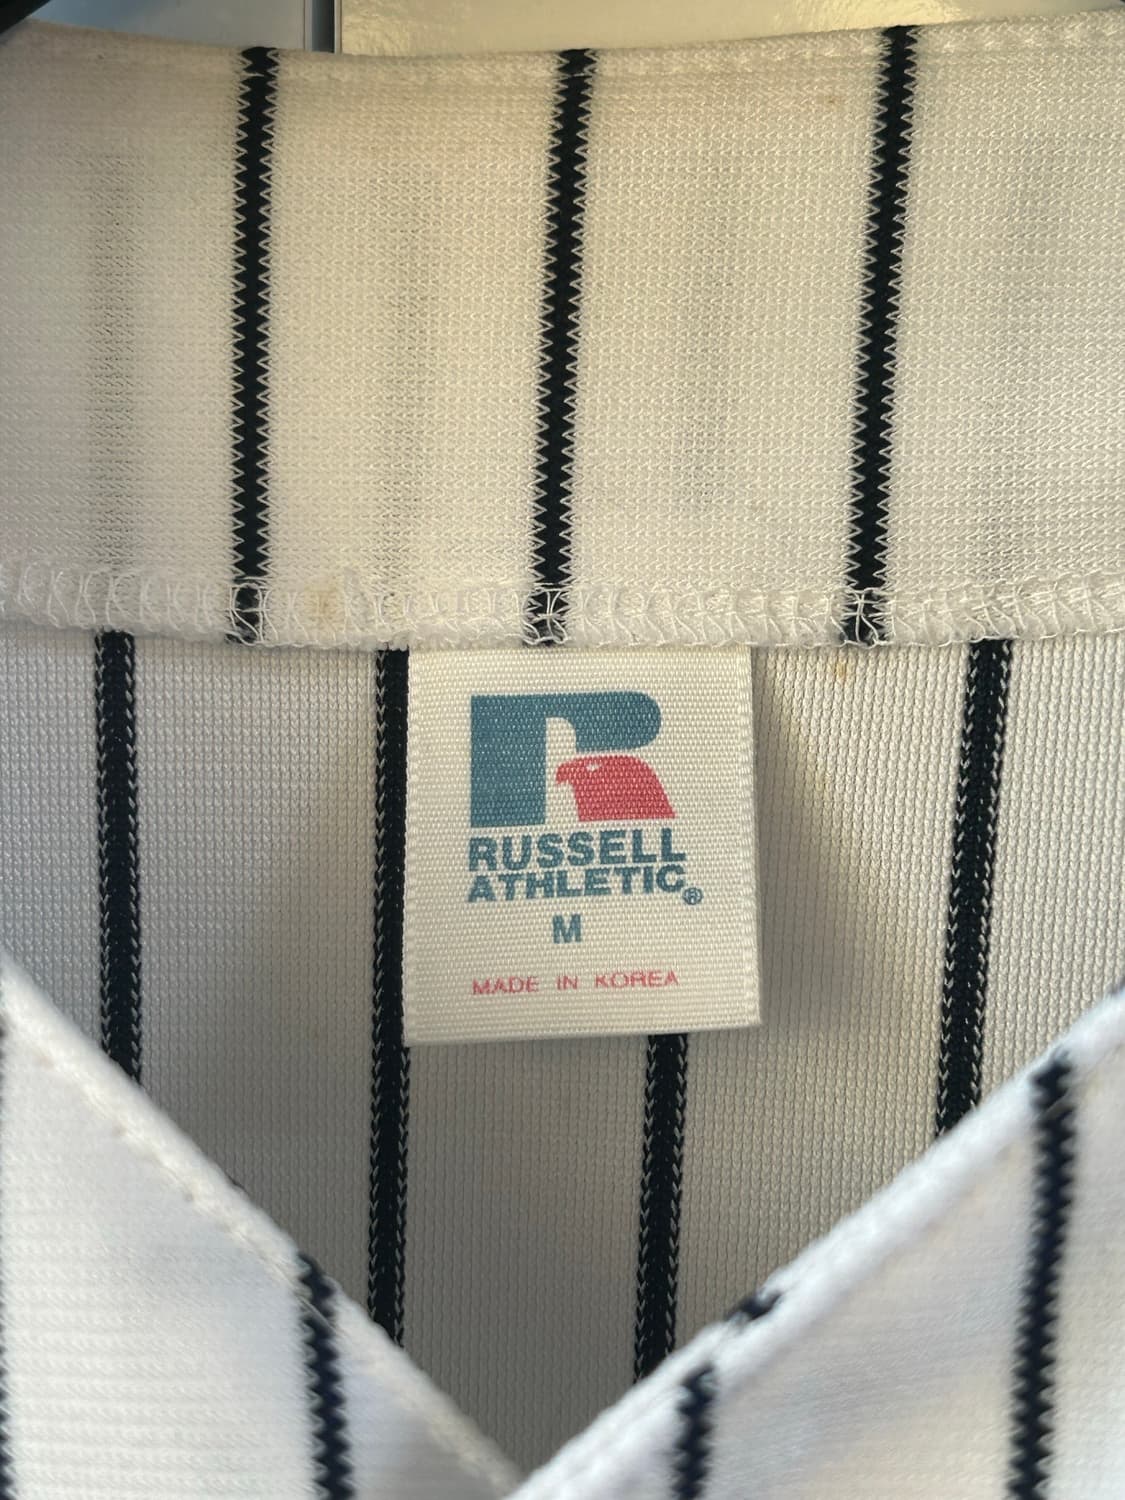 RUSSELL
ATHLETIC®
M
MADE IN KOREA